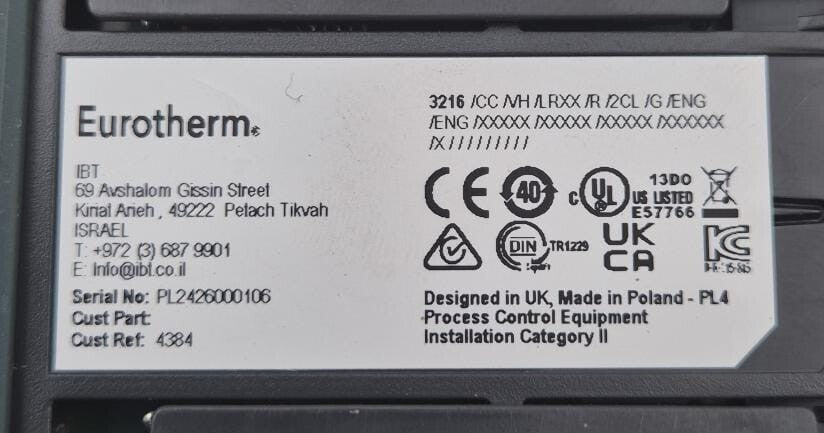 Eurotherm
IBT
69 Avshalom Gissin Street
Kiriat Arieh , 49222 Petach Tikvah
ISRAEL
T: +972 (3) 687 9901
E: Info@ibt.co.il
Serial No: PL2426000106
Cust Part:
Cust Ref: 4384
3216 /CC /VH /LRXX /R /2CL /G /ENG
/ENG /XXXXX /XXXXX /XXXXX /XXXXXX
/X / / / / / / / / /
CE
40
c UL US LISTED
13DO
E57766
DIN TR1229
UK
CA
KC
Designed in UK, Made in Poland - PL4
Process Control Equipment
Installation Category II